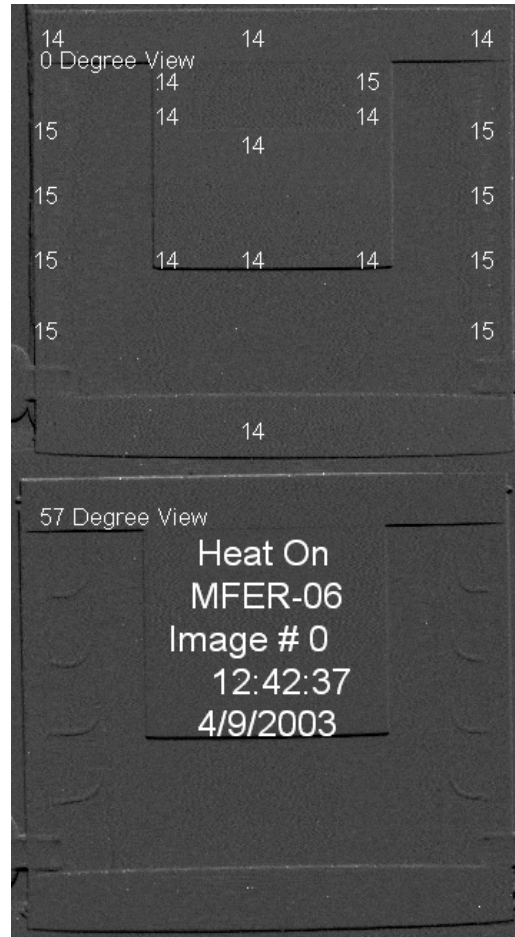 14 14 14
0 Degree View
14 15
14 14
15 15
14
15 15
15 14 14 14 15
15 15
14
57 Degree View
Heat On
MFER-06
Image # 0
12:42:37
4/9/2003